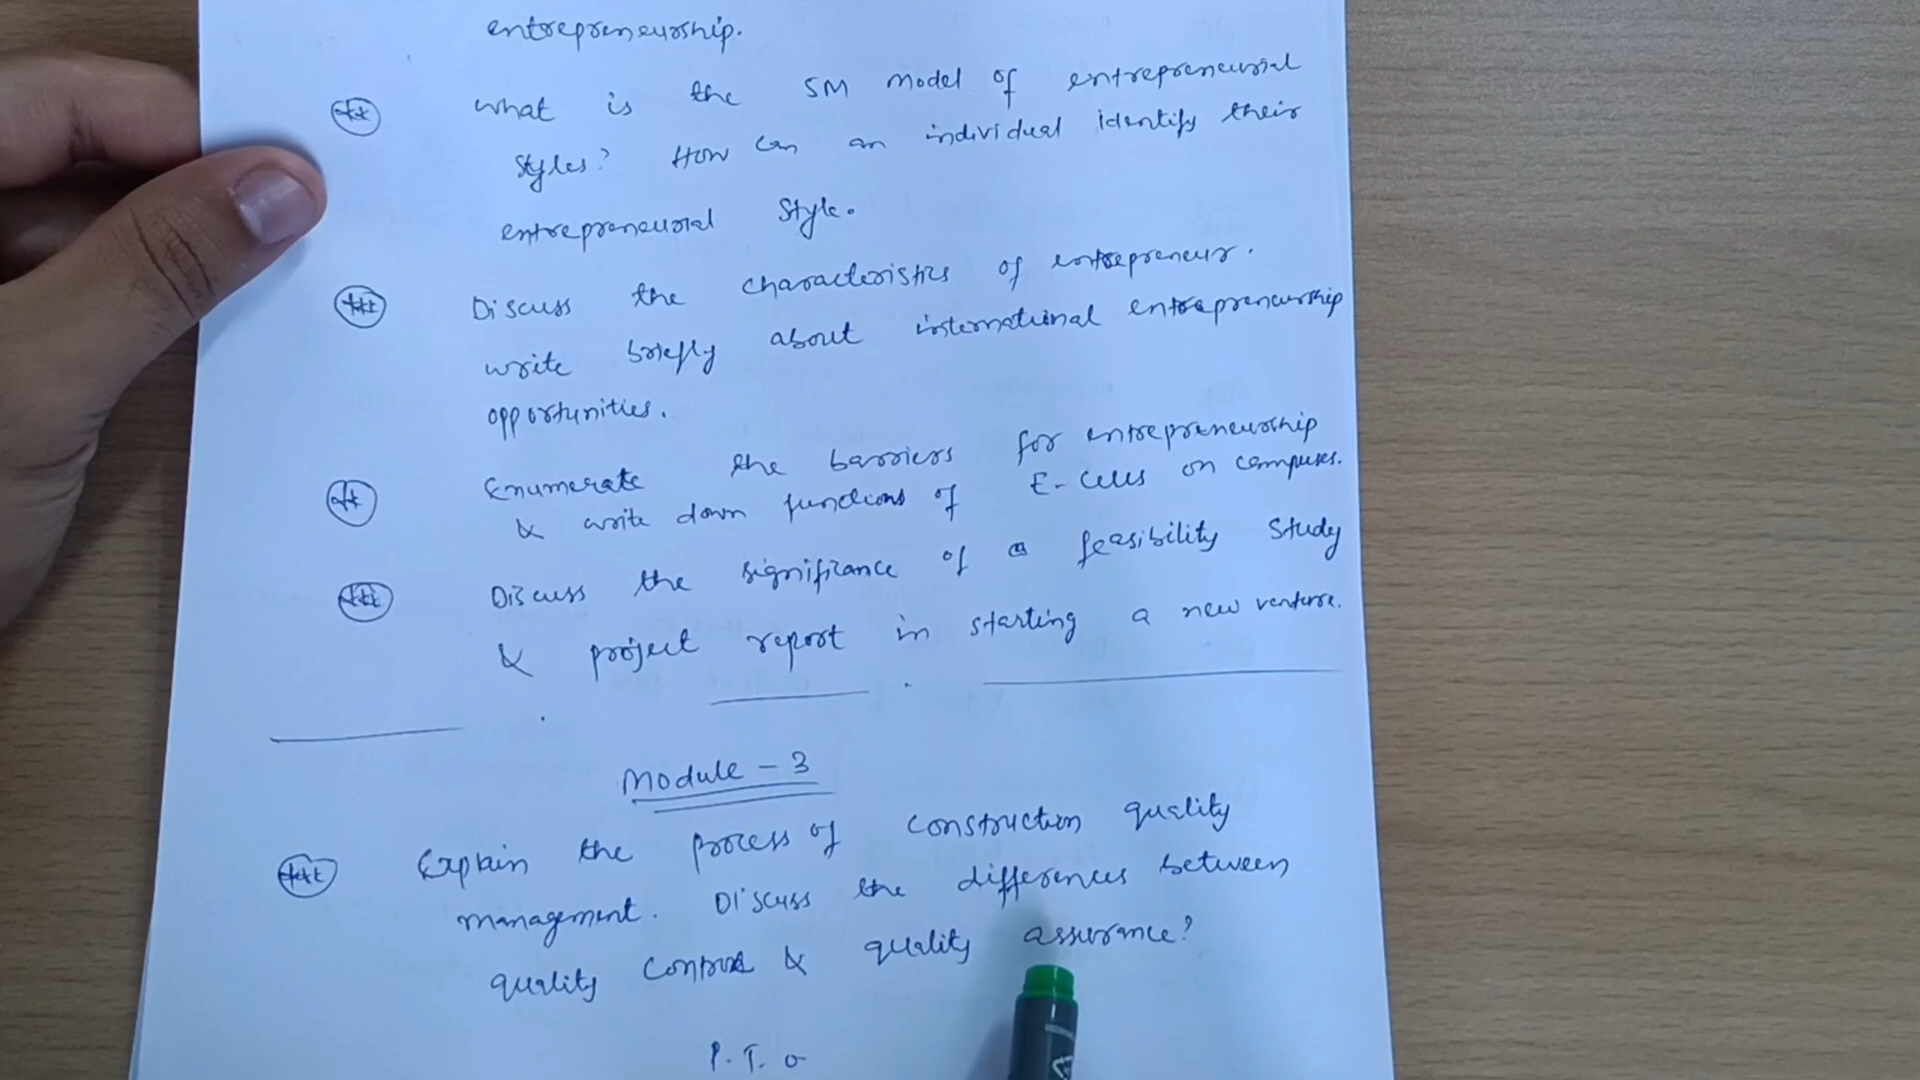 entrepreneurship.
** What is the 5M Model of entrepreneurial
Styles? How can an individual identify their
entrepreneurial Style.
*** Discuss the characteristics of entrepreneur.
write briefly about international entrepreneurship
opportunities.
** Enumerate the barriers for entrepreneurship
& write down functions of E-Cells on campuses.
*** Discuss the significance of a feasibility Study
& project report in starting a new venture.
Module - 3
*** Explain the process of construction quality
management. Discuss the differences between
quality control & quality assurance?
P.T.O